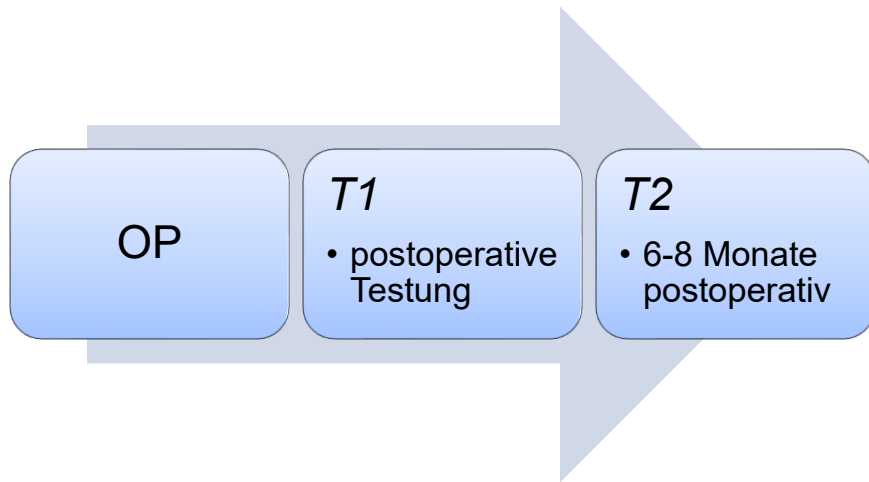 OP
T1
• postoperative
Testung
T2
• 6-8 Monate
postoperativ